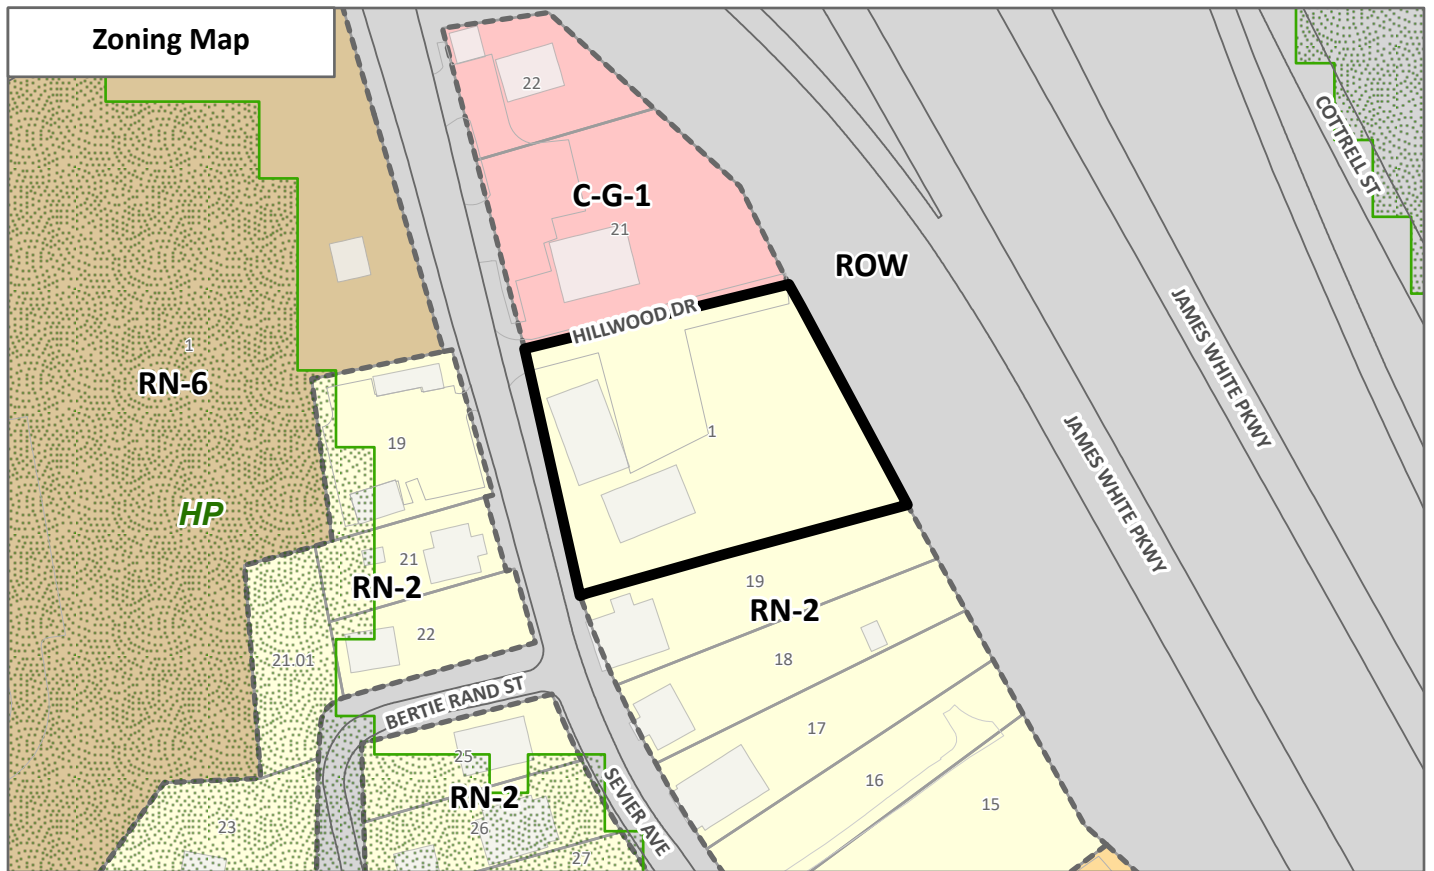 Zoning Map
22
COTTRELL ST
C-G-1
21
ROW
HILLWOOD DR
JAMES WHITE PKWY
1
RN-6
19
1
JAMES WHITE PKWY
HP
21
RN-2
19
RN-2
22
21.01
18
BERTIE RAND ST
17
25
RN-2
16
SEVIER AVE
15
23
26
27